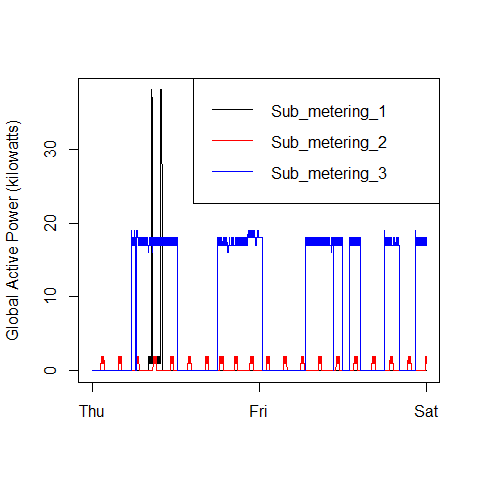 Sub_metering_1
Sub_metering_2
Sub_metering_3
Global Active Power (kilowatts)
30
20
10
0
Thu Fri Sat